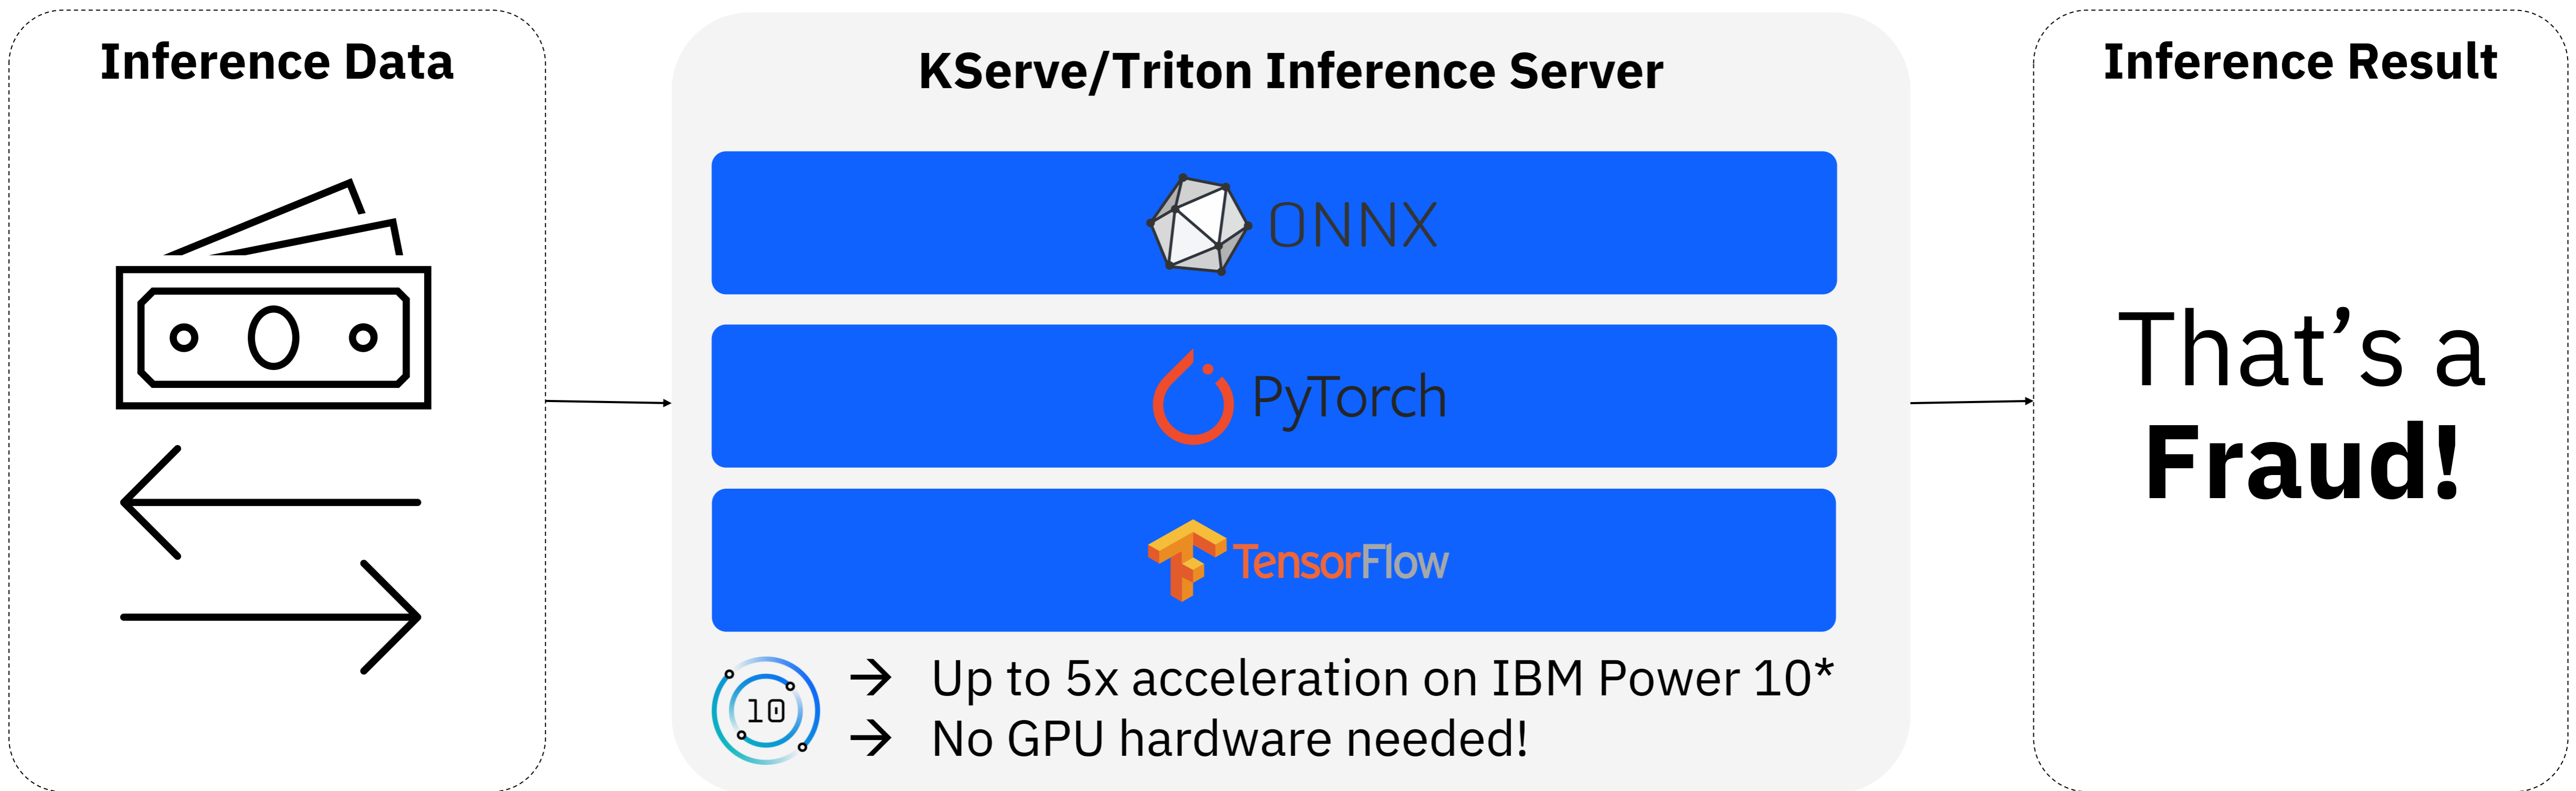 Inference Data
KServe/Triton Inference Server
ONNX
PyTorch
TensorFlow
10
→ Up to 5x acceleration on IBM Power 10*
→ No GPU hardware needed!
Inference Result
That’s a
Fraud!